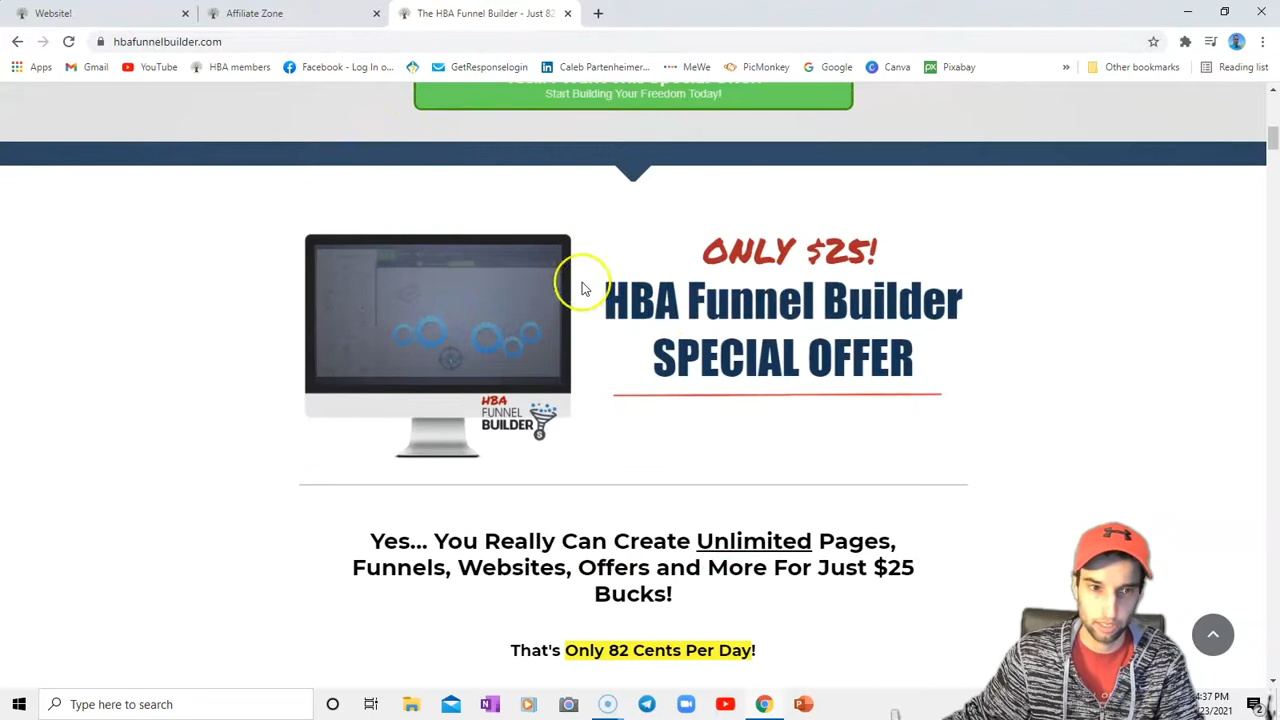 Website!
Affiliate Zone
The HBA Funnel Builder - Just 82
hbafunnelbuilder.com
Apps
Gmail
YouTube
HBA members
Facebook - Log In o...
GetResponselogin
Caleb Partenheimer...
MeWe
PicMonkey
Google
Canva
Pixabay
»
Other bookmarks
Reading list
Start Building Your Freedom Today!
ONLY $25!
HBA Funnel Builder
SPECIAL OFFER
HBA
FUNNEL
BUILDER
Yes... You Really Can Create Unlimited Pages,
Funnels, Websites, Offers and More For Just $25
Bucks!
That's Only 82 Cents Per Day!
Type here to search
:37 PM
23/2021
2